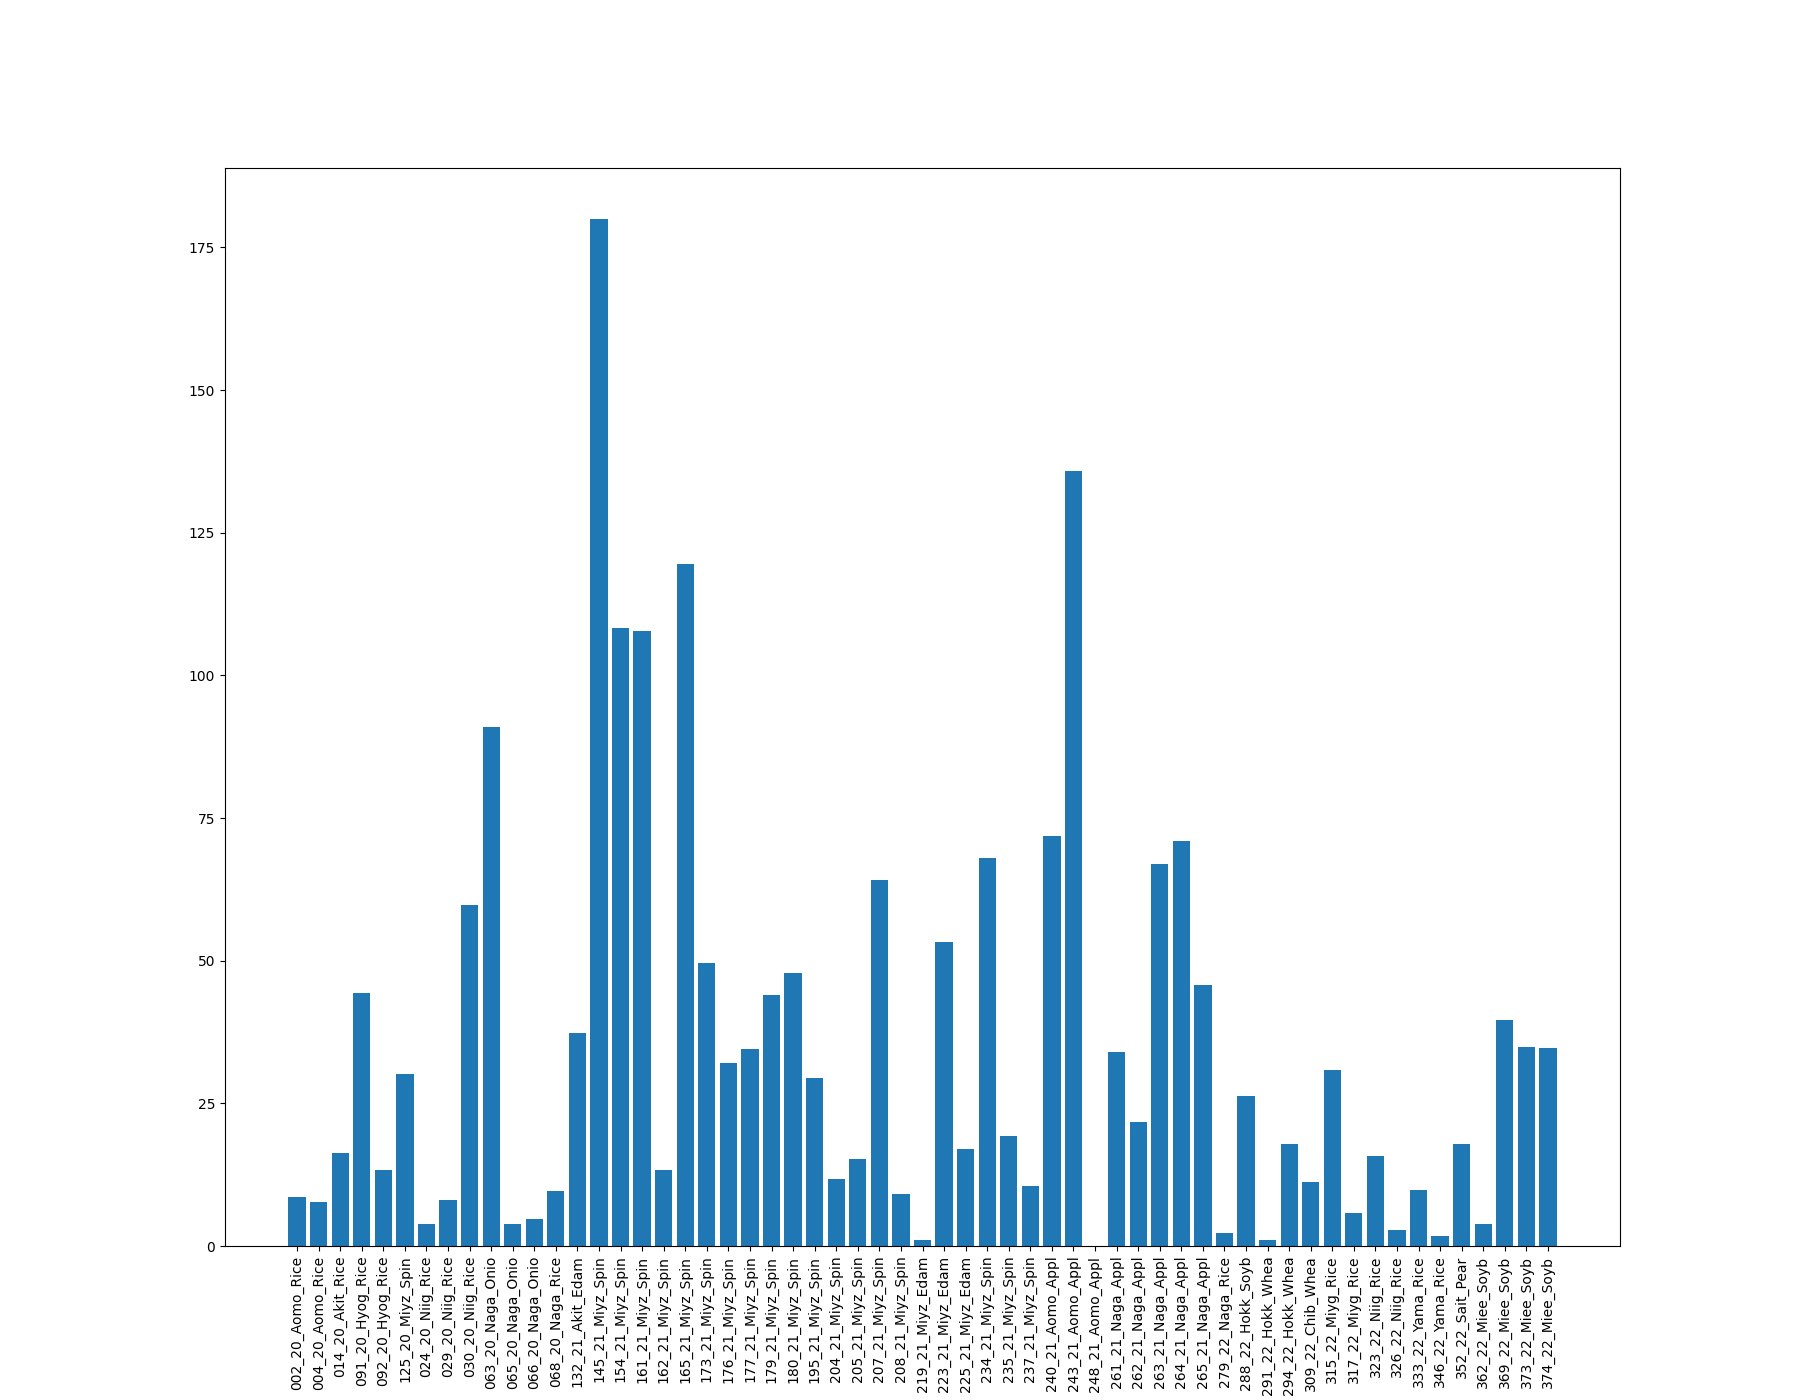 175
150
125
100
75
50
25
0
002_20_Aomo_Rice
004_20_Aomo_Rice
014_20_Akit_Rice
091_20_Hyog_Rice
092_20_Hyog_Rice
125_20_Miyz_Spin
024_20_Niig_Rice
029_20_Niig_Rice
030_20_Niig_Rice
063_20_Naga_Onio
065_20_Naga_Onio
066_20_Naga_Onio
068_20_Naga_Rice
132_21_Akit_Edam
145_21_Miyz_Spin
154_21_Miyz_Spin
161_21_Miyz_Spin
162_21_Miyz_Spin
165_21_Miyz_Spin
173_21_Miyz_Spin
176_21_Miyz_Spin
177_21_Miyz_Spin
179_21_Miyz_Spin
180_21_Miyz_Spin
195_21_Miyz_Spin
204_21_Miyz_Spin
205_21_Miyz_Spin
207_21_Miyz_Spin
208_21_Miyz_Spin
219_21_Miyz_Edam
223_21_Miyz_Edam
225_21_Miyz_Edam
234_21_Miyz_Spin
235_21_Miyz_Spin
237_21_Miyz_Spin
240_21_Aomo_Appl
243_21_Aomo_Appl
248_21_Aomo_Appl
261_21_Naga_Appl
262_21_Naga_Appl
263_21_Naga_Appl
264_21_Naga_Appl
265_21_Naga_Appl
279_22_Naga_Rice
288_22_Hokk_Soyb
291_22_Hokk_Whea
294_22_Hokk_Whea
309_22_Chib_Whea
315_22_Miyg_Rice
317_22_Miyg_Rice
323_22_Niig_Rice
326_22_Niig_Rice
333_22_Yama_Rice
346_22_Yama_Rice
352_22_Sait_Pear
362_22_Miee_Soyb
369_22_Miee_Soyb
373_22_Miee_Soyb
374_22_Miee_Soyb